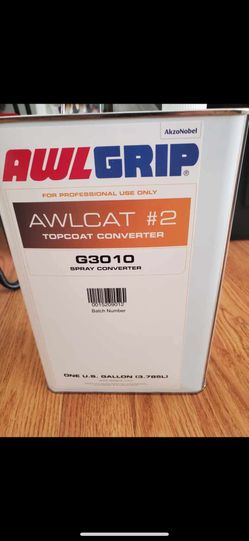 AkzoNobel
AWLGRIP®
FOR PROFESSIONAL USE ONLY
AWLCAT #2
TOPCOAT CONVERTER
G3010
SPRAY CONVERTER
0015209012
Batch Number
ONE U.S. GALLON (3.785L)